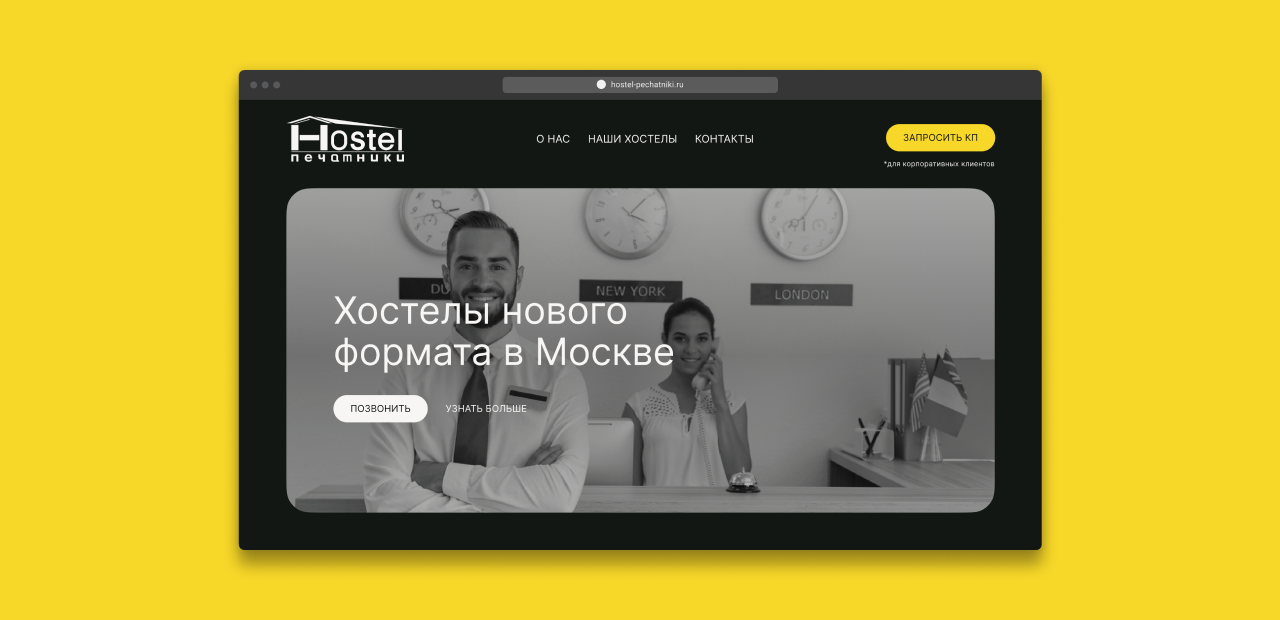 hostel-pechatniki.ru
Hostel
печатники
О НАС НАШИ ХОСТЕЛЫ КОНТАКТЫ
ЗАПРОСИТЬ КП
*для корпоративных клиентов
DU
NEW YORK
LONDON
Хостелы нового
формата в Москве
ПОЗВОНИТЬ УЗНАТЬ БОЛЬШЕ